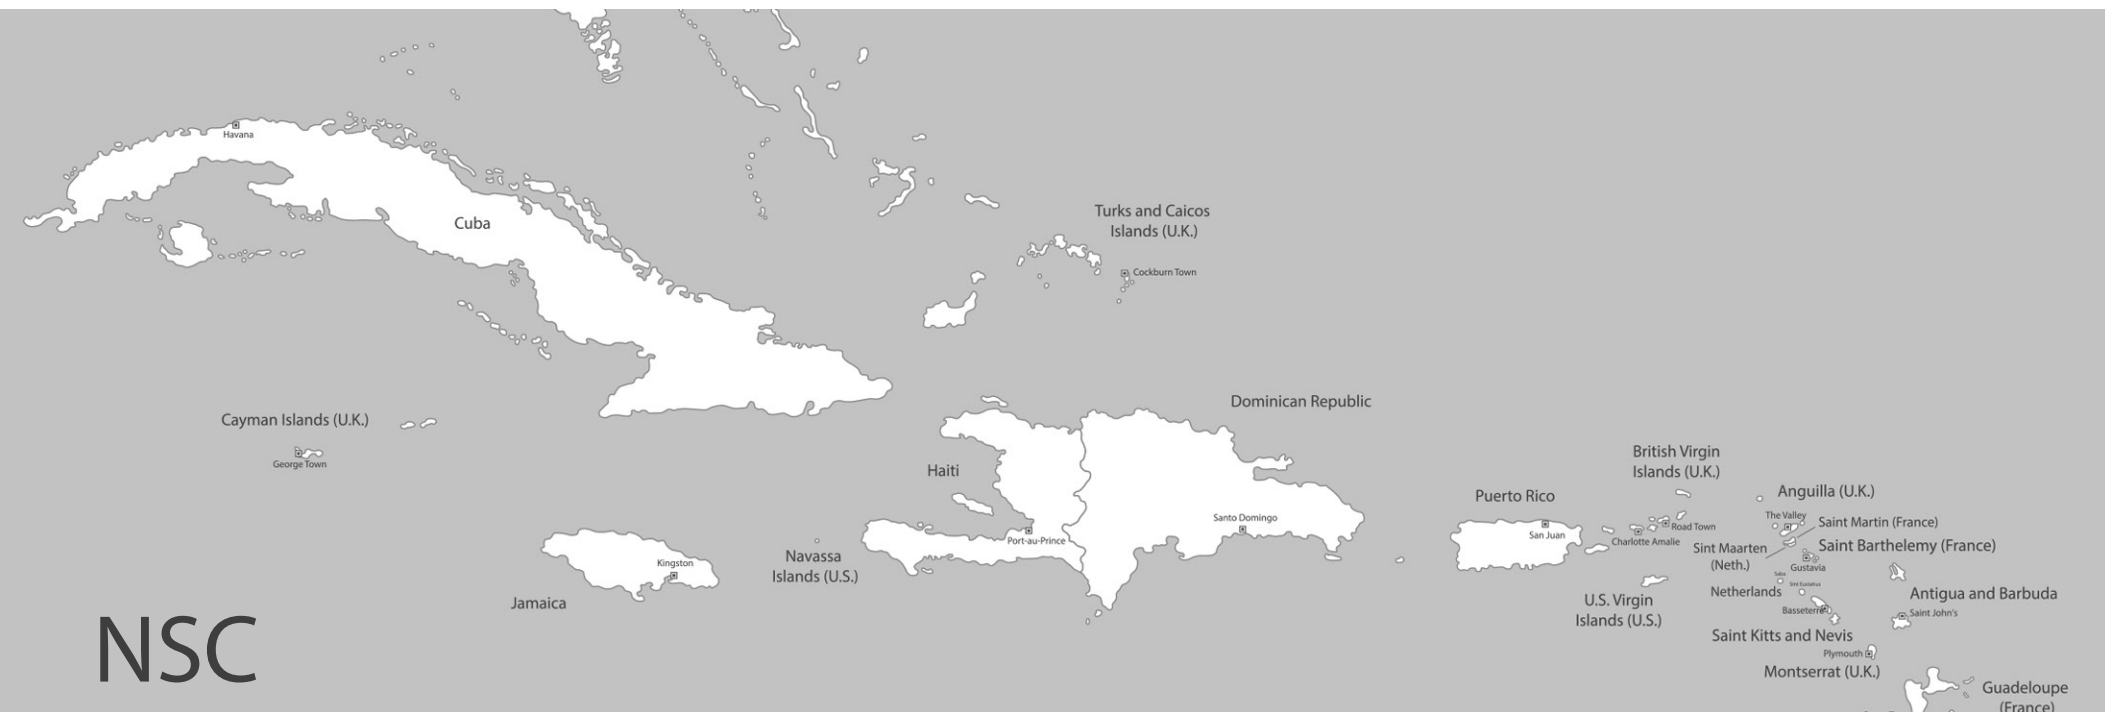 Havana
Cuba
Turks and Caicos
Islands (U.K.)
Cockburn Town
Cayman Islands (U.K.)
George Town
Dominican Republic
Haiti
Port-au-Prince
Santo Domingo
Navassa
Islands (U.S.)
Kingston
Jamaica
Puerto Rico
San Juan
British Virgin
Islands (U.K.)
Road Town
Charlotte Amalie
U.S. Virgin
Islands (U.S.)
Anguilla (U.K.)
The Valley
Saint Martin (France)
Sint Maarten
(Neth.)
Saint Barthelemy (France)
Gustavia
Saba
Sint Eustatius
Netherlands
Basseterre
Antigua and Barbuda
Saint John's
Saint Kitts and Nevis
Plymouth
Montserrat (U.K.)
Guadeloupe
(France)
NSC